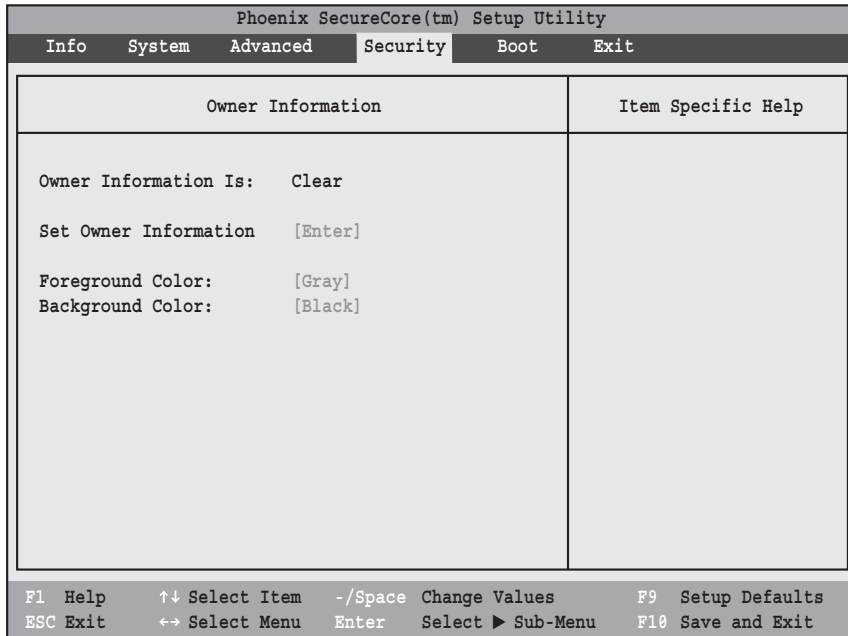 Phoenix SecureCore(tm) Setup Utility
Info System Advanced Security Boot Exit
Owner Information
Item Specific Help
Owner Information Is: Clear
Set Owner Information [Enter]
Foreground Color: [Gray]
Background Color: [Black]
F1 Help ↑↓ Select Item -/Space Change Values F9 Setup Defaults
ESC Exit ←→ Select Menu Enter Select ▶ Sub-Menu F10 Save and Exit